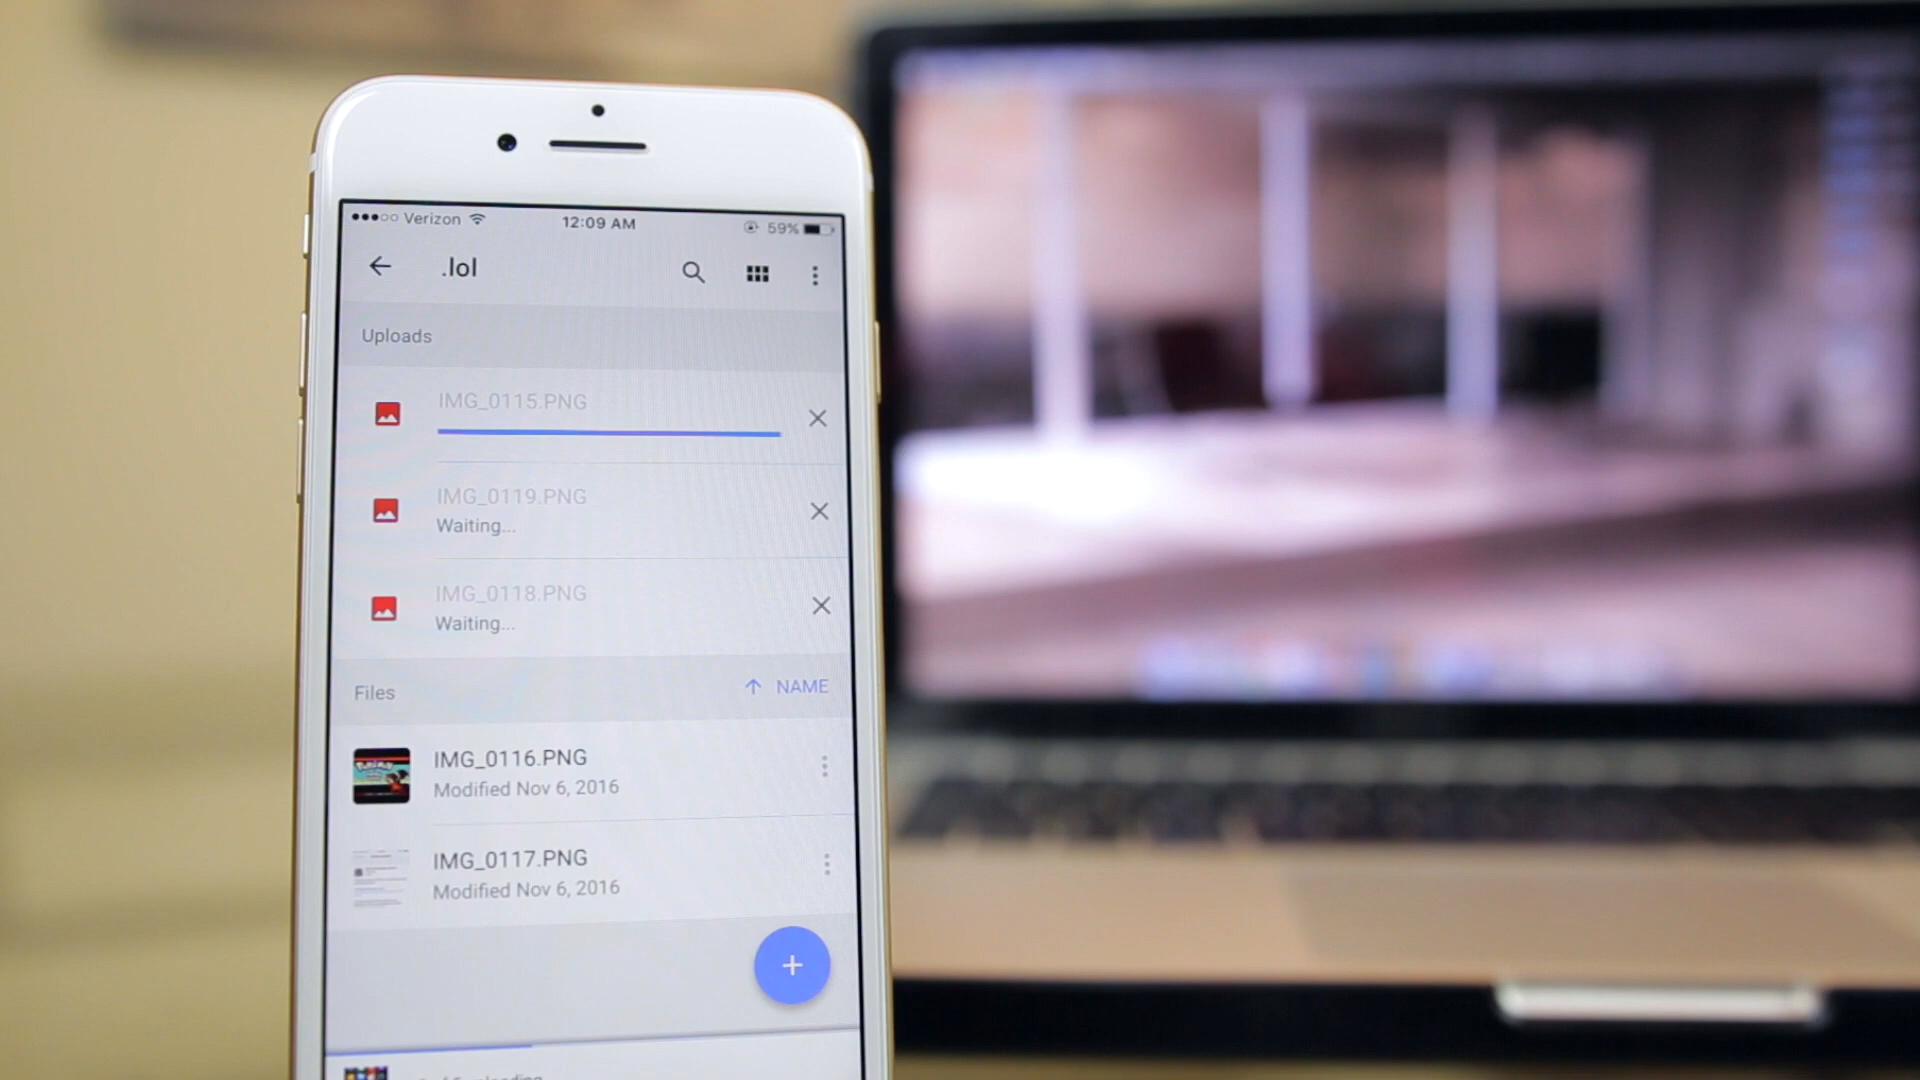 Verizon 12:09 AM 59%
.lol
Uploads
IMG_0115.PNG
IMG_0119.PNG
Waiting...
IMG_0118.PNG
Waiting...
Files
NAME
IMG_0116.PNG
Modified Nov 6, 2016
IMG_0117.PNG
Modified Nov 6, 2016
uploading